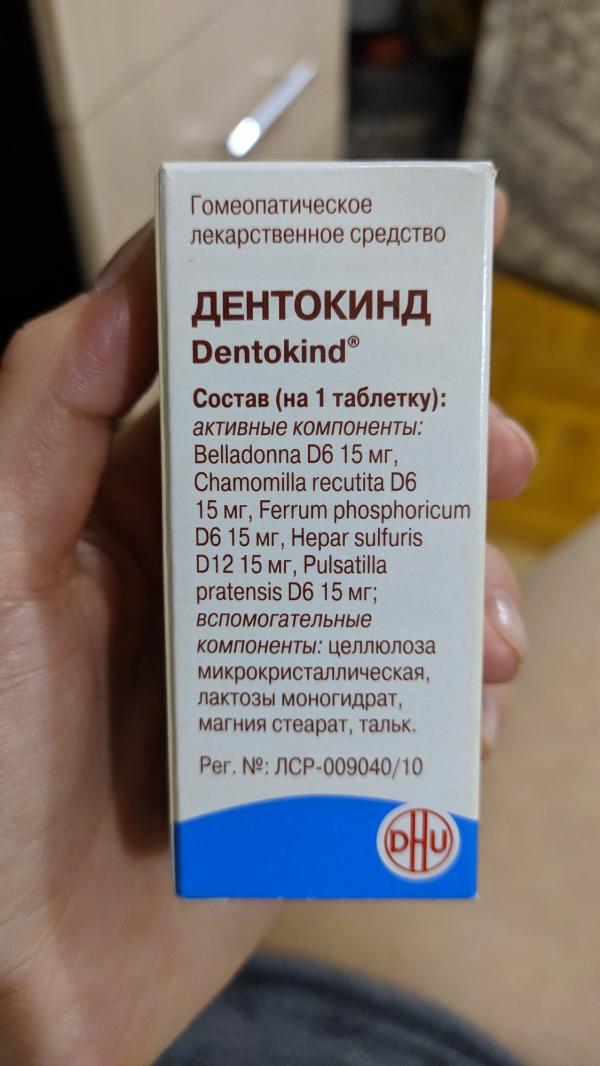 Гомеопатическое
лекарственное средство
ДЕНТОКИНД
Dentokind®
Состав (на 1 таблетку):
активные компоненты:
Belladonna D6 15 мг,
Chamomilla recutita D6
15 мг, Ferrum phosphoricum
D6 15 мг, Hepar sulfuris
D12 15 мг, Pulsatilla
pratensis D6 15 мг;
вспомогательные
компоненты: целлюлоза
микрокристаллическая,
лактозы моногидрат,
магния стеарат, тальк.
Рег. №: ЛСР-009040/10
DHU